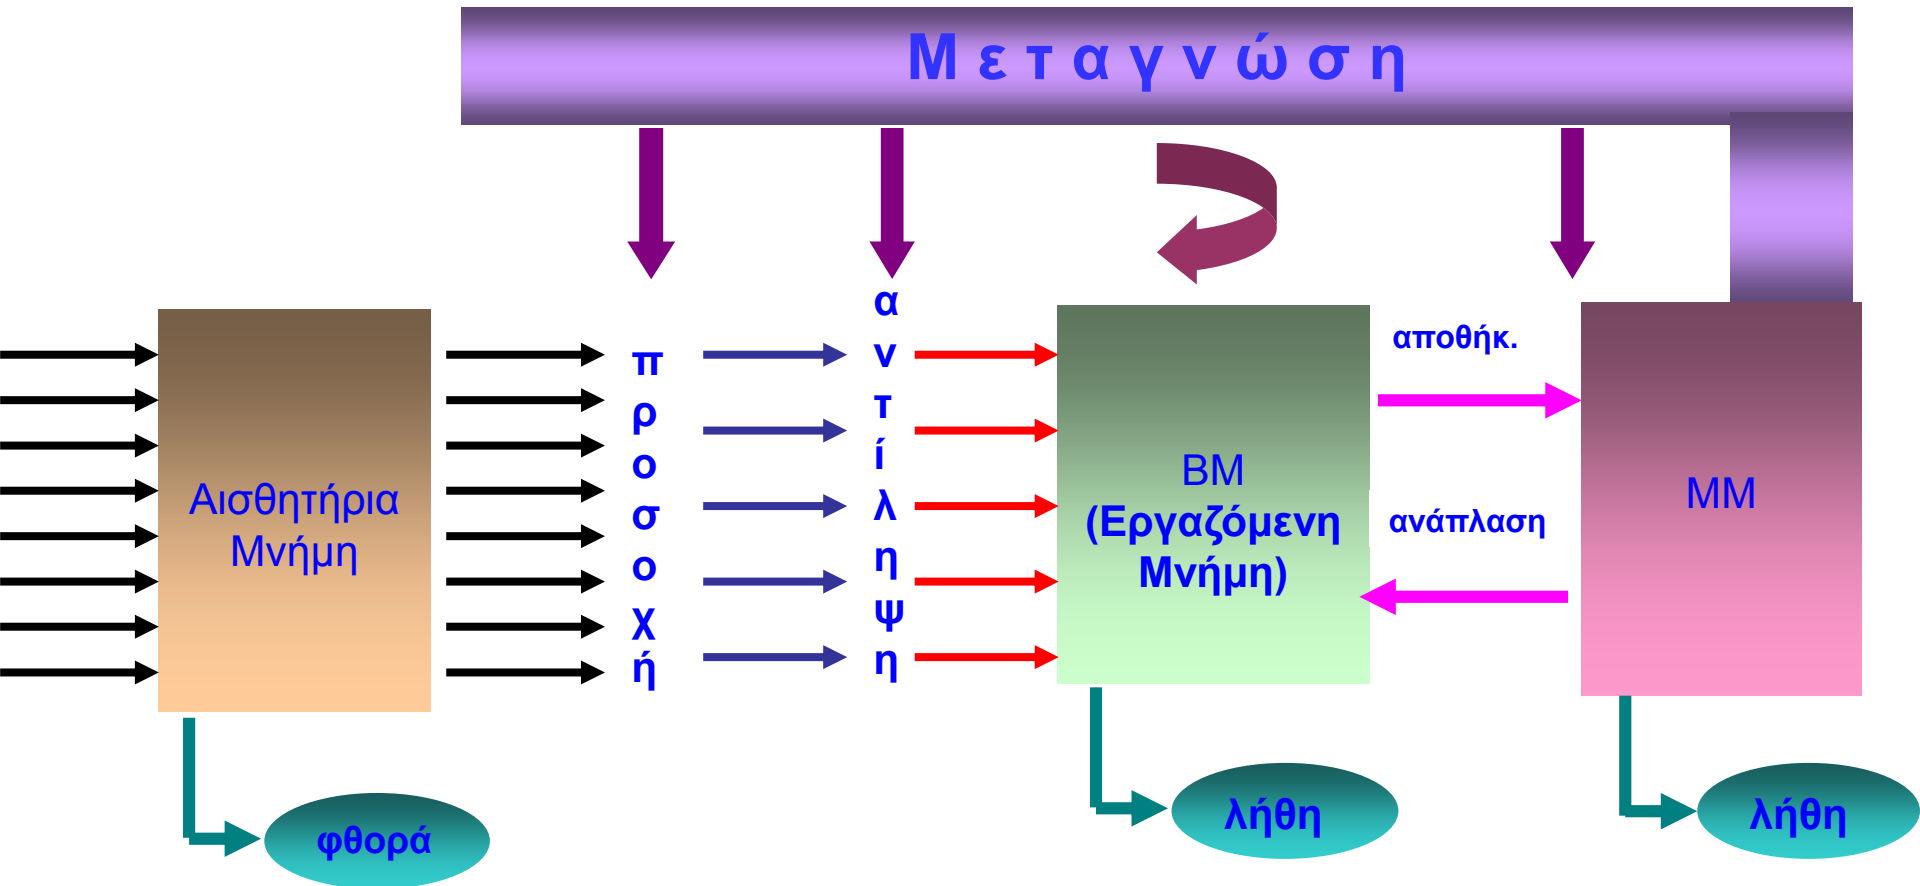 Μ ε τ α γ ν ώ σ η
π ρ ο σ ο χ ή
α ν τ ί λ η ψ η
Αισθητήρια
Μνήμη
ΒΜ
(Εργαζόμενη
Μνήμη)
αποθήκ.
ανάπλαση
ΜΜ
φθορά
λήθη
λήθη